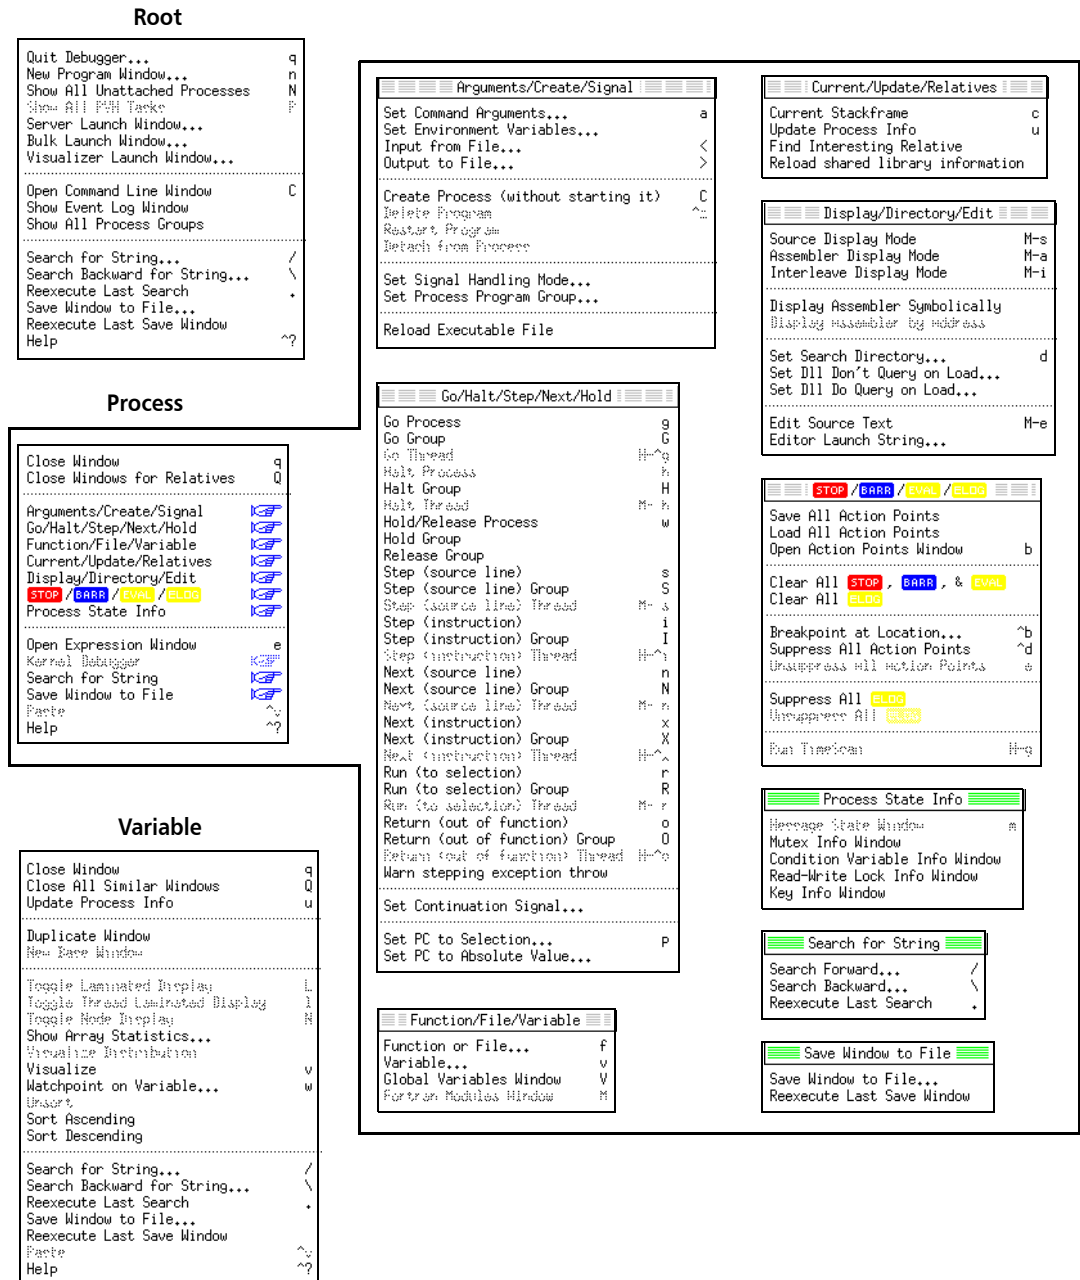 Root
Quit Debugger... q
New Program Window... n
Show All Unattached Processes N
Show All PVM Tasks P
Server Launch Window...
Bulk Launch Window...
Visualizer Launch Window...
Open Command Line Window C
Show Event Log Window
Show All Process Groups
Search for String... /
Search Backward for String... \
Reexecute Last Search .
Save Window to File...
Reexecute Last Save Window
Help ^?
Process
Close Window q
Close Windows for Relatives Q
Arguments/Create/Signal
Go/Halt/Step/Next/Hold
Function/File/Variable
Current/Update/Relatives
Display/Directory/Edit
STOP/BARR/EVAL/ELOG
Process State Info
Open Expression Window e
Kernel Debugger
Search for String
Save Window to File
Paste ^v
Help ^?
Variable
Close Window q
Close All Similar Windows Q
Update Process Info u
Duplicate Window
New Base Window
Toggle Laminated Display L
Toggle Thread Laminated Display l
Toggle Node Display N
Show Array Statistics...
Visualize Distribution
Visualize v
Watchpoint on Variable... w
Unsort
Sort Ascending
Sort Descending
Search for String... /
Search Backward for String... \
Reexecute Last Search .
Save Window to File...
Reexecute Last Save Window
Paste ^v
Help ^?
Arguments/Create/Signal
Set Command Arguments... a
Set Environment Variables...
Input from File... <
Output to File... >
Create Process (without starting it) C
Delete Program
Restart Program
Detach from Process
Set Signal Handling Mode...
Set Process Program Group...
Reload Executable File
Go/Halt/Step/Next/Hold
Go Process g
Go Group G
Go Thread M-^g
Halt Process h
Halt Group H
Halt Thread M- h
Hold/Release Process w
Hold Group
Release Group
Step (source line) s
Step (source line) Group S
Step (source line) Thread M- s
Step (instruction) i
Step (instruction) Group I
Step (instruction) Thread M-^i
Next (source line) n
Next (source line) Group N
Next (source line) Thread M- n
Next (instruction) x
Next (instruction) Group X
Next (instruction) Thread M-^x
Run (to selection) r
Run (to selection) Group R
Run (to selection) Thread M- r
Return (out of function) o
Return (out of function) Group O
Return (out of function) Thread M-^o
Warn stepping exception throw
Set Continuation Signal...
Set PC to Selection... p
Set PC to Absolute Value...
Function/File/Variable
Function or File... f
Variable... v
Global Variables Window V
Fortran Modules Window M
Current/Update/Relatives
Current Stackframe c
Update Process Info u
Find Interesting Relative
Reload shared library information
Display/Directory/Edit
Source Display Mode M-s
Assembler Display Mode M-a
Interleave Display Mode M-i
Display Assembler Symbolically
Display Assembler by Address
Set Search Directory... d
Set Dll Don't Query on Load...
Set Dll Do Query on Load...
Edit Source Text M-e
Editor Launch String...
STOP/BARR/EVAL/ELOG
Save All Action Points
Load All Action Points
Open Action Points Window b
Clear All STOP, BARR, & EVAL
Clear All ELOG
Breakpoint at Location... ^b
Suppress All Action Points ^d
Unsuppress All Action Points e
Suppress All ELOG
Unsuppress All ELOG
Run TimeScan M-g
Process State Info
Message State Window m
Mutex Info Window
Condition Variable Info Window
Read-Write Lock Info Window
Key Info Window
Search for String
Search Forward... /
Search Backward... \
Reexecute Last Search .
Save Window to File
Save Window to File...
Reexecute Last Save Window